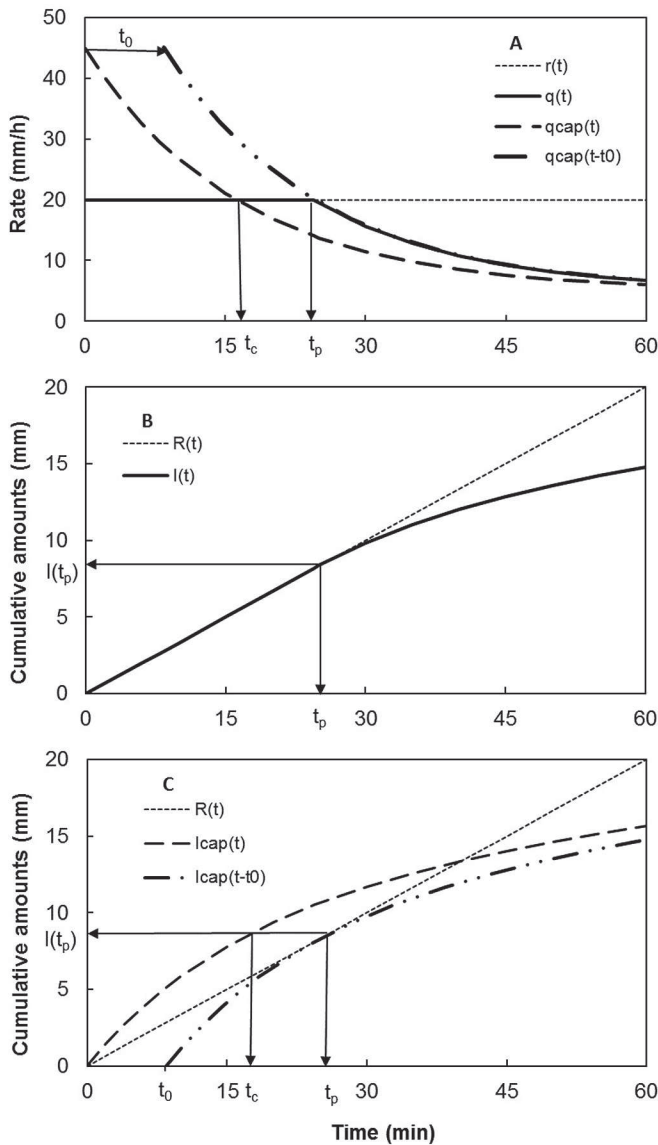 50
40
30
20
10
0
Rate (mm/h)
t0
A
r(t)
q(t)
qcap(t)
qcap(t-t0)
0 15 tc tp 30 45 60
20
15
10
I(tp)
5
0
Cumulative amounts (mm)
B
R(t)
I(t)
0 15 tp 30 45 60
20
15
10
I(tp)
5
0
Cumulative amounts (mm)
C
R(t)
Icap(t)
Icap(t-t0)
0 t0 15 tc tp 30 45 60
Time (min)